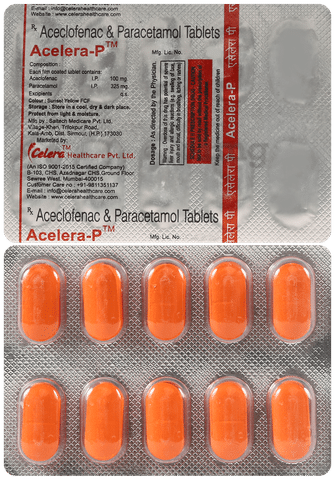 E-mail : info@celerahealthcare.com
Website : www.celerahealthcare.com
Rx Aceclofenac & Paracetamol Tablets
Acelera-P™
Mfg. Lic. No.
Composition :
Each film coated tablet contains:
Aceclofenac I.P. 100 mg.
Paracetamol I.P. 325 mg.
Excipients q.s.
Colour : Sunset Yellow FCF
Storage : Store in a cool, dry & dark place.
Protect from light & moisture.
Mfg by : Saitech Medicare Pvt. Ltd.
Village-Kheri, Trilokpur Road,
Kala-Amb, Distt. Sirmour, (H.P.) 173030
Marketed by:
Celera Healthcare Pvt. Ltd.
(An ISO 9001-2015 Certified Company)
B-103, CHS, Azadnagar CHS,Ground Floor
Sewree West, Mumbai-400015
Customer Care no : +91-9811351137
E-mail : info@celerahealthcare.com
Website : www.celerahealthcare.com
Dosage : As directed by the Physician.
Keep the medicine out of reach of children
एसेलेरा पी
Acelera-P
एसेलेरा पी
Rx Aceclofenac & Paracetamol Tablets
Acelera-P™
Mfg. Lic. No.